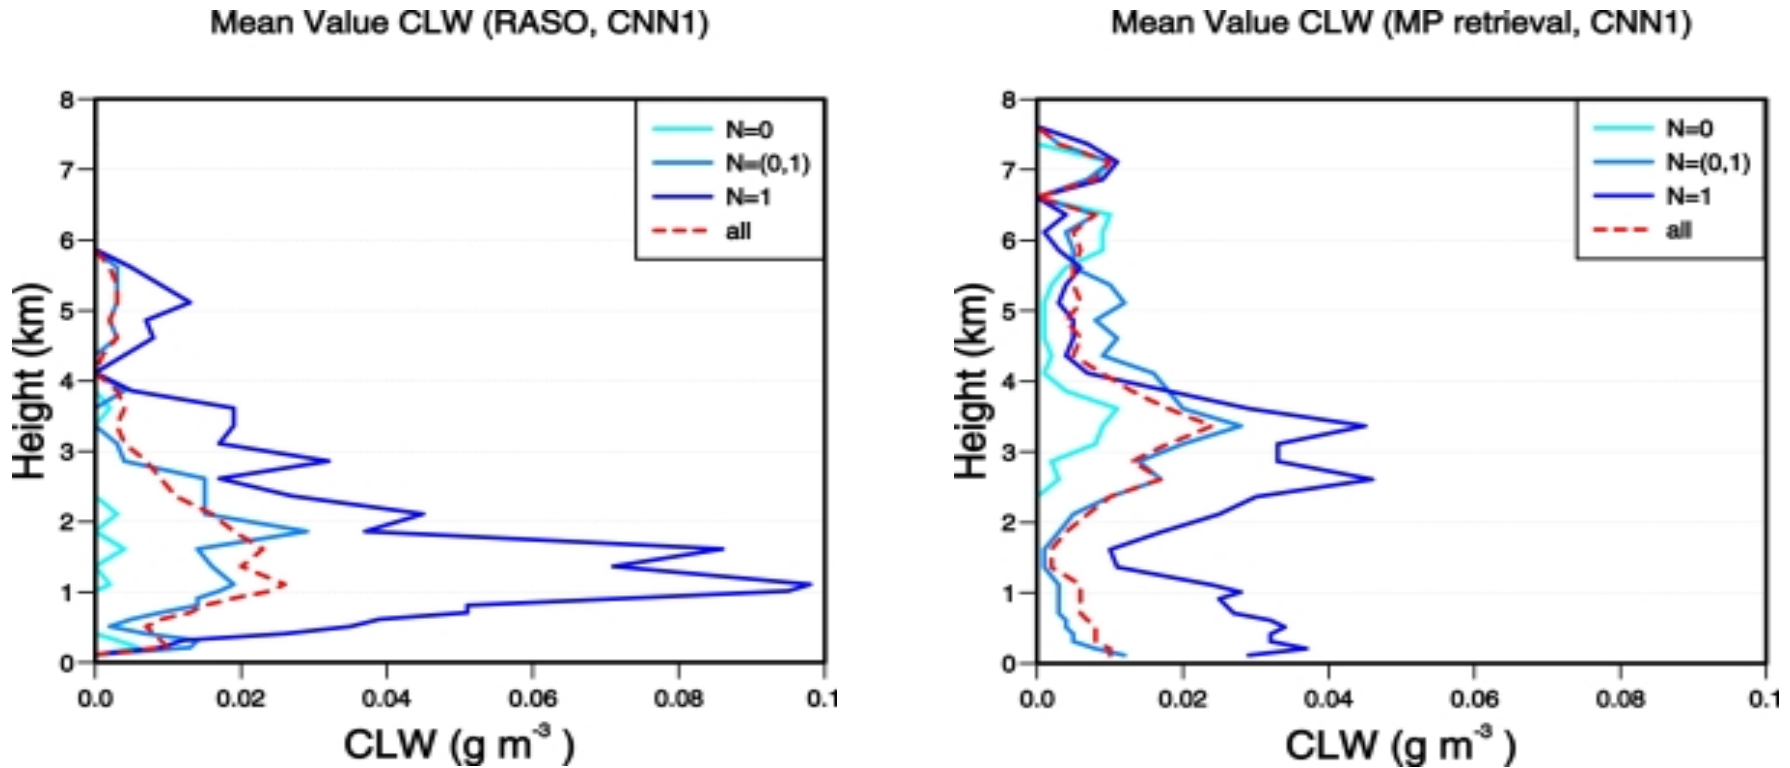 Mean Value CLW (RASO, CNN1)
8
7
6
5
4
3
2
1
0
Height (km)
0.0 0.02 0.04 0.06 0.08 0.1
CLW (g m⁻³ )
N=0
N=(0,1)
N=1
all
Mean Value CLW (MP retrieval, CNN1)
8
7
6
5
4
3
2
1
0
Height (km)
0.0 0.02 0.04 0.06 0.08 0.1
CLW (g m⁻³ )
N=0
N=(0,1)
N=1
all